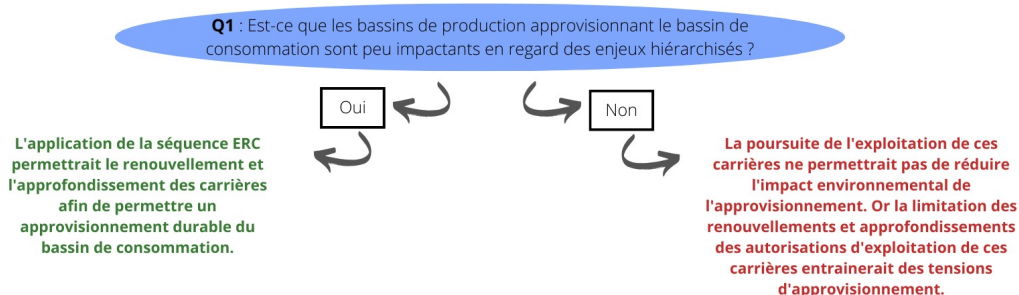 Q1 : Est-ce que les bassins de production approvisionnant le bassin de
consommation sont peu impactants en regard des enjeux hiérarchisés ?
Oui
Non
L'application de la séquence ERC
permettrait le renouvellement et
l'approfondissement des carrières
afin de permettre un
approvisionnement durable du
bassin de consommation.
La poursuite de l'exploitation de ces
carrières ne permettrait pas de réduire
l'impact environnemental de
l'approvisionnement. Or la limitation des
renouvellements et approfondissements
des autorisations d'exploitation de ces
carrières entrainerait des tensions
d'approvisionnement.